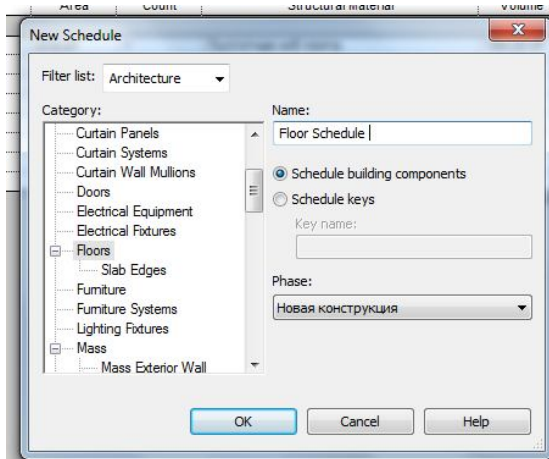 Area Count Structural Material Volume
New Schedule
Filter list: Architecture
Category:
Curtain Panels
Curtain Systems
Curtain Wall Mullions
Doors
Electrical Equipment
Electrical Fixtures
Floors
Slab Edges
Furniture
Furniture Systems
Lighting Fixtures
Mass
Mass Exterior Wall
Name:
Floor Schedule
Schedule building components
Schedule keys
Key name:
Phase:
Новая конструкция
OK Cancel Help